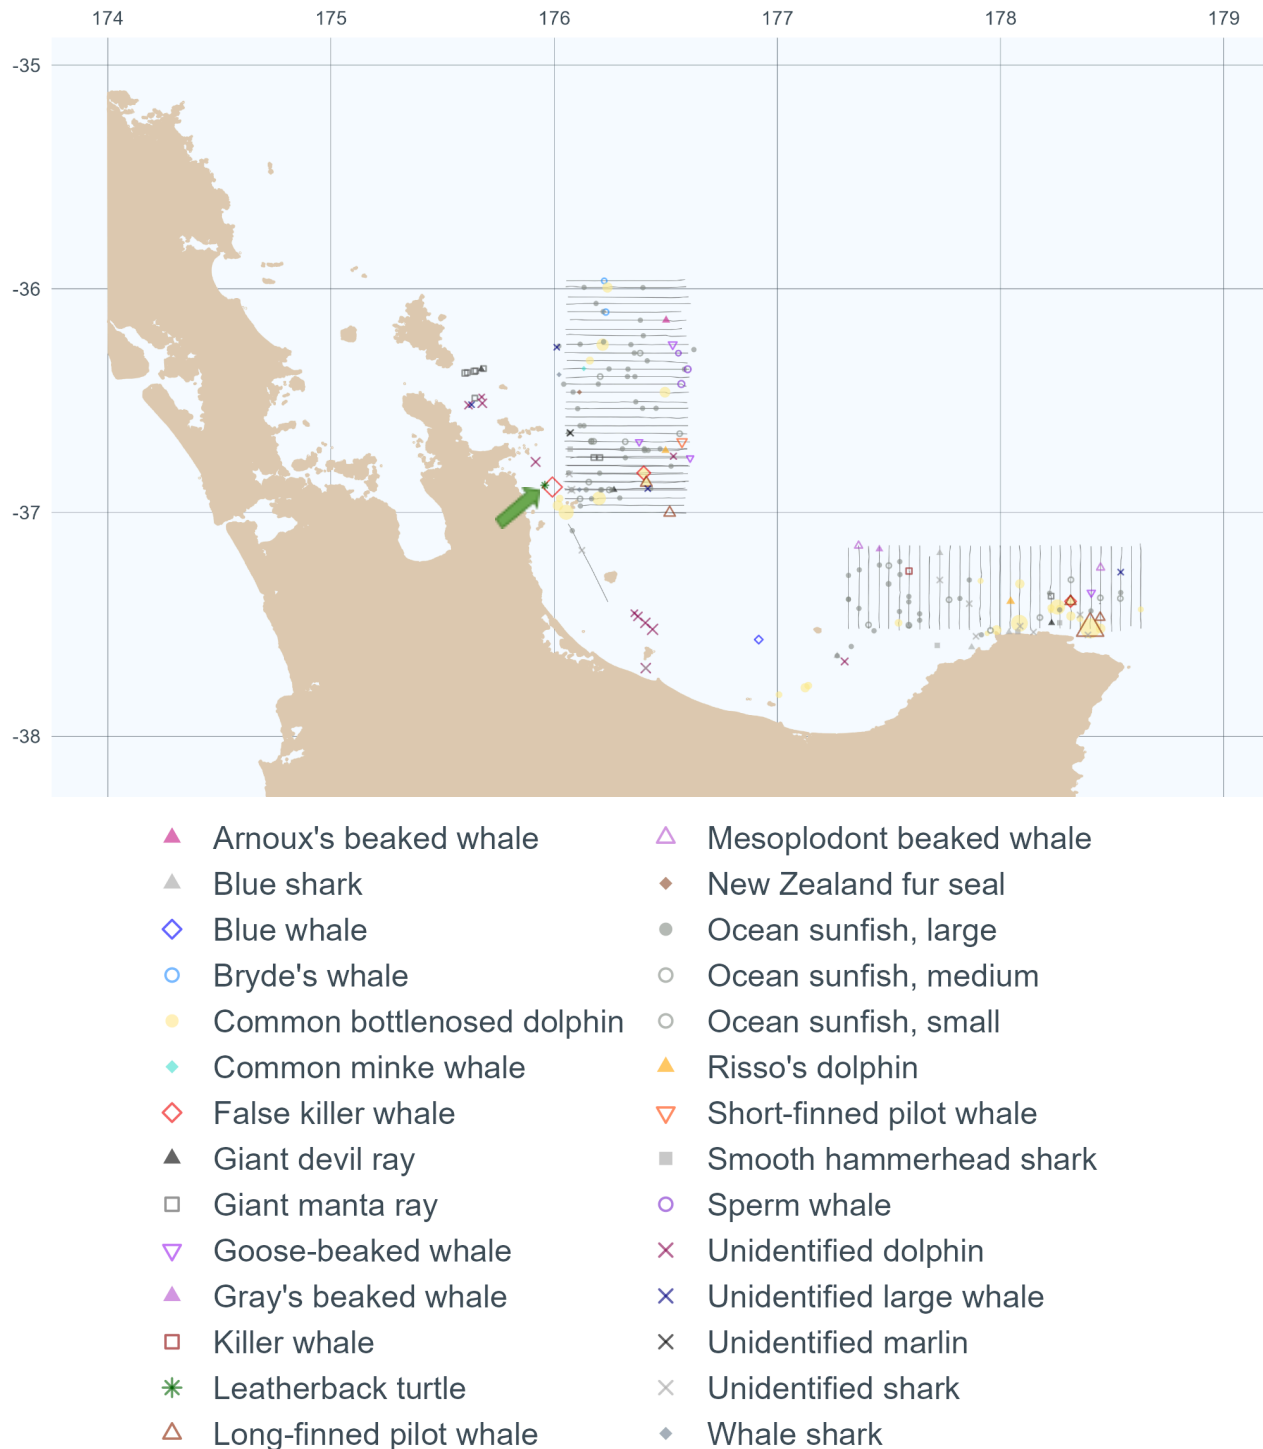 174 175 176 177 178 179
-35
-36
-37
-38
Arnoux's beaked whale
Blue shark
Blue whale
Bryde's whale
Common bottlenosed dolphin
Common minke whale
False killer whale
Giant devil ray
Giant manta ray
Goose-beaked whale
Gray's beaked whale
Killer whale
Leatherback turtle
Long-finned pilot whale
Mesoplodont beaked whale
New Zealand fur seal
Ocean sunfish, large
Ocean sunfish, medium
Ocean sunfish, small
Risso's dolphin
Short-finned pilot whale
Smooth hammerhead shark
Sperm whale
Unidentified dolphin
Unidentified large whale
Unidentified marlin
Unidentified shark
Whale shark